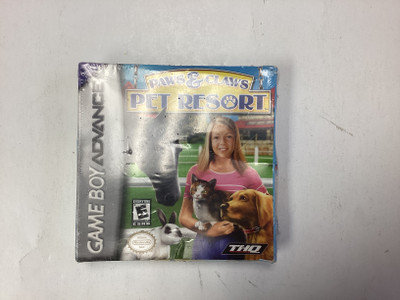 GAME BOY ADVANCE
PAWS & CLAWS
PET RESORT
E
THQ